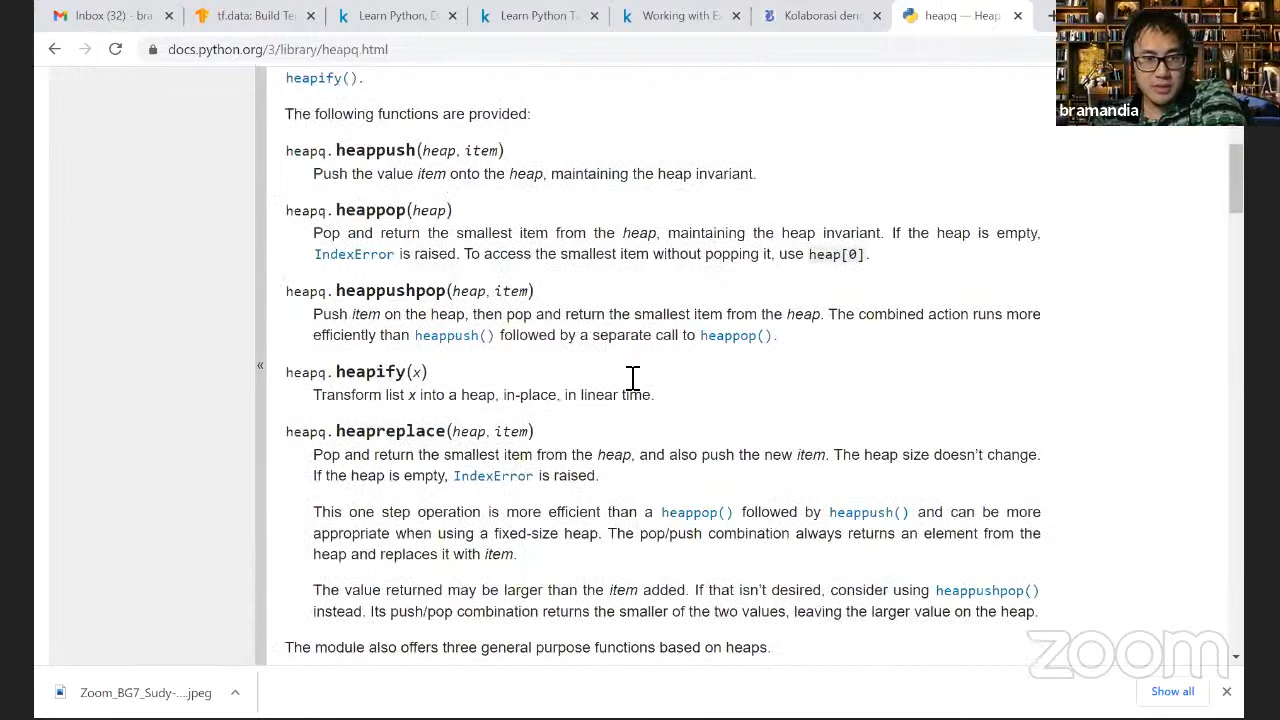 Inbox (32) - bra
tf.data: Build Te
Learn Python, D
Learn Python Ti
Working with Ex
Kolaborasi deng
heapq — Heap
docs.python.org/3/library/heapq.html
bramandia
heapify().
The following functions are provided:
heapq.heappush(heap, item)
Push the value item onto the heap, maintaining the heap invariant.
heapq.heappop(heap)
Pop and return the smallest item from the heap, maintaining the heap invariant. If the heap is empty,
IndexError is raised. To access the smallest item without popping it, use heap[0].
heapq.heappushpop(heap, item)
Push item on the heap, then pop and return the smallest item from the heap. The combined action runs more
efficiently than heappush() followed by a separate call to heappop().
«
heapq.heapify(x)
Transform list x into a heap, in-place, in linear time.
heapq.heapreplace(heap, item)
Pop and return the smallest item from the heap, and also push the new item. The heap size doesn't change.
If the heap is empty, IndexError is raised.
This one step operation is more efficient than a heappop() followed by heappush() and can be more
appropriate when using a fixed-size heap. The pop/push combination always returns an element from the
heap and replaces it with item.
The value returned may be larger than the item added. If that isn't desired, consider using heappushpop()
instead. Its push/pop combination returns the smaller of the two values, leaving the larger value on the heap.
The module also offers three general purpose functions based on heaps.
zoom
Zoom_BG7_Sudy-....jpeg
Show all